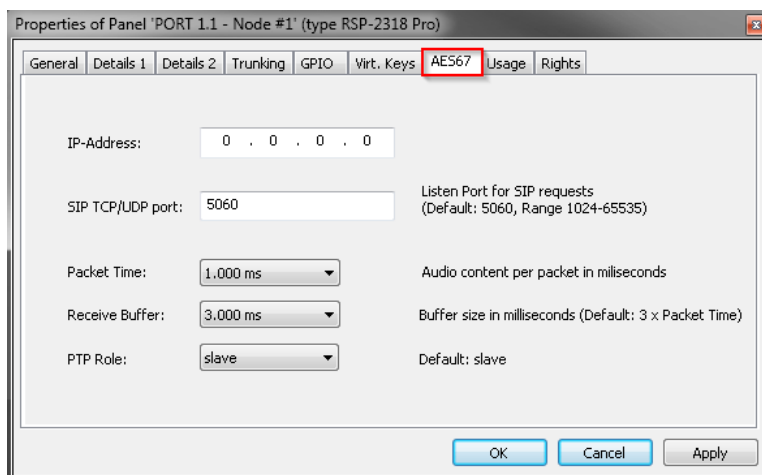 Properties of Panel 'PORT 1.1 - Node #1' (type RSP-2318 Pro)
General Details 1 Details 2 Trunking GPIO Virt. Keys AES67 Usage Rights
IP-Address: 0 . 0 . 0 . 0
SIP TCP/UDP port: 5060
Listen Port for SIP requests
(Default: 5060, Range 1024-65535)
Packet Time: 1.000 ms Audio content per packet in miliseconds
Receive Buffer: 3.000 ms Buffer size in milliseconds (Default: 3 x Packet Time)
PTP Role: slave Default: slave
OK Cancel Apply